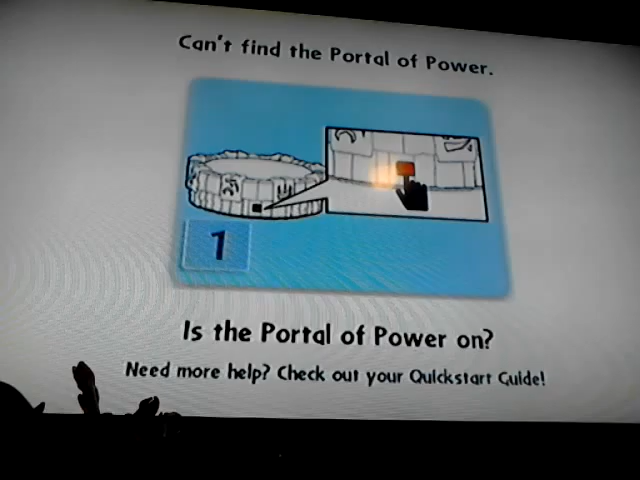 Can't find the Portal of Power.
1
Is the Portal of Power on?
Need more help? Check out your Quickstart Guide!